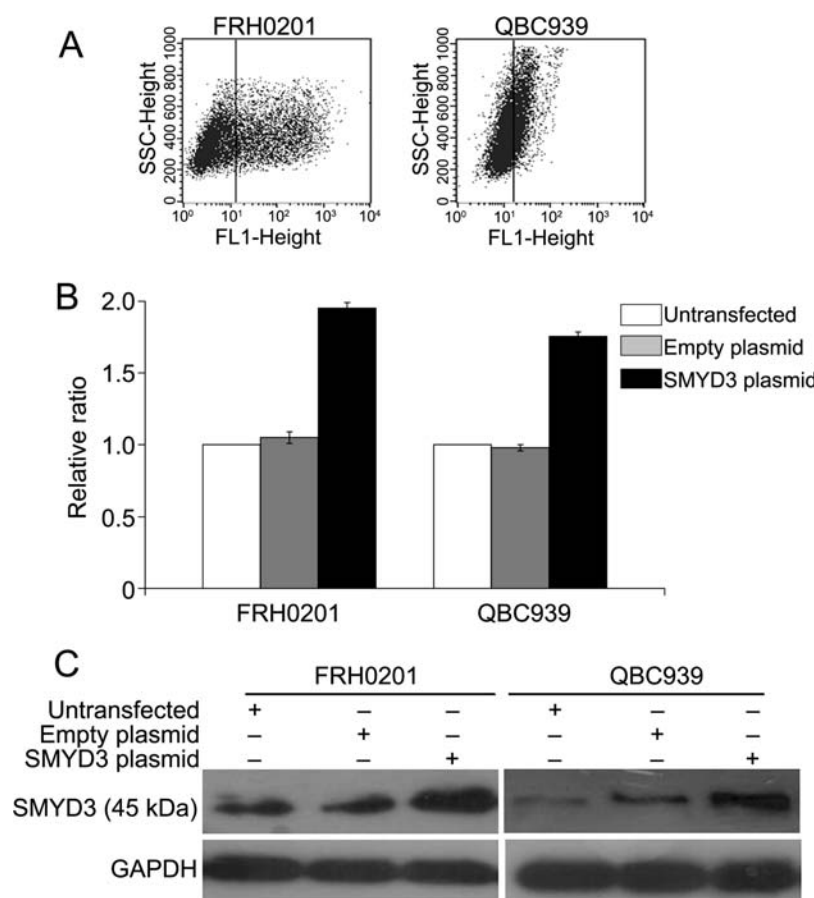 A
FRH0201
QBC939
SSC-Height
0 200 400 600 800 1000
10⁰ 10¹ 10² 10³ 10⁴
FL1-Height
SSC-Height
0 200 400 600 800 1000
10⁰ 10¹ 10² 10³ 10⁴
FL1-Height
B
Relative ratio
2.0
1.5
1.0
0.5
0
FRH0201
QBC939
Untransfected
Empty plasmid
SMYD3 plasmid
C
FRH0201
QBC939
Untransfected + – – + – –
Empty plasmid – + – – + –
SMYD3 plasmid – – + – – +
SMYD3 (45 kDa)
GAPDH